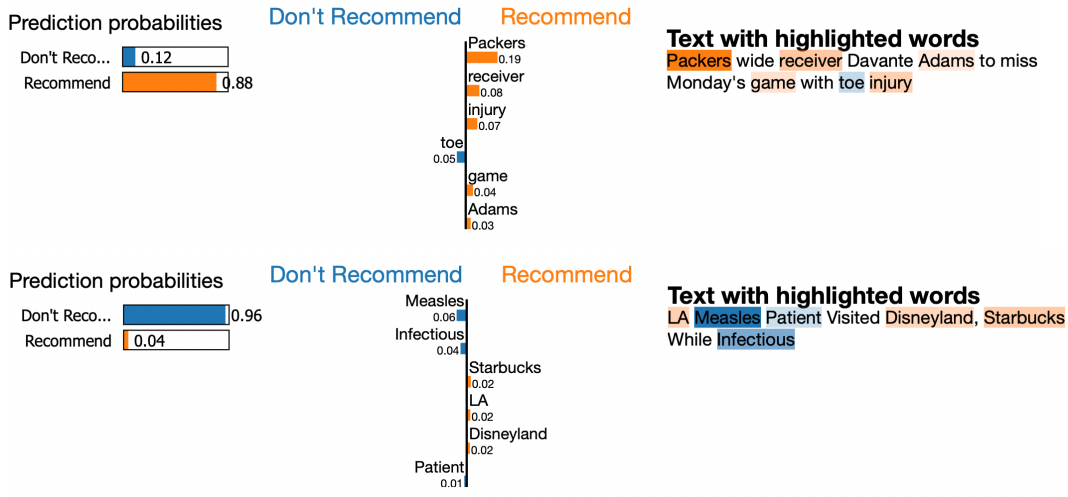 Prediction probabilities
Don't Reco...
0.12
Recommend
0.88
Don't Recommend
Recommend
Packers
0.19
receiver
0.08
injury
0.07
toe
0.05
game
0.04
Adams
0.03
Text with highlighted words
Packers wide receiver Davante Adams to miss
Monday's game with toe injury
Prediction probabilities
Don't Reco...
0.96
Recommend
0.04
Don't Recommend
Recommend
Measles
0.06
Infectious
0.04
Starbucks
0.02
LA
0.02
Disneyland
0.02
Patient
0.01
Text with highlighted words
LA Measles Patient Visited Disneyland, Starbucks
While Infectious